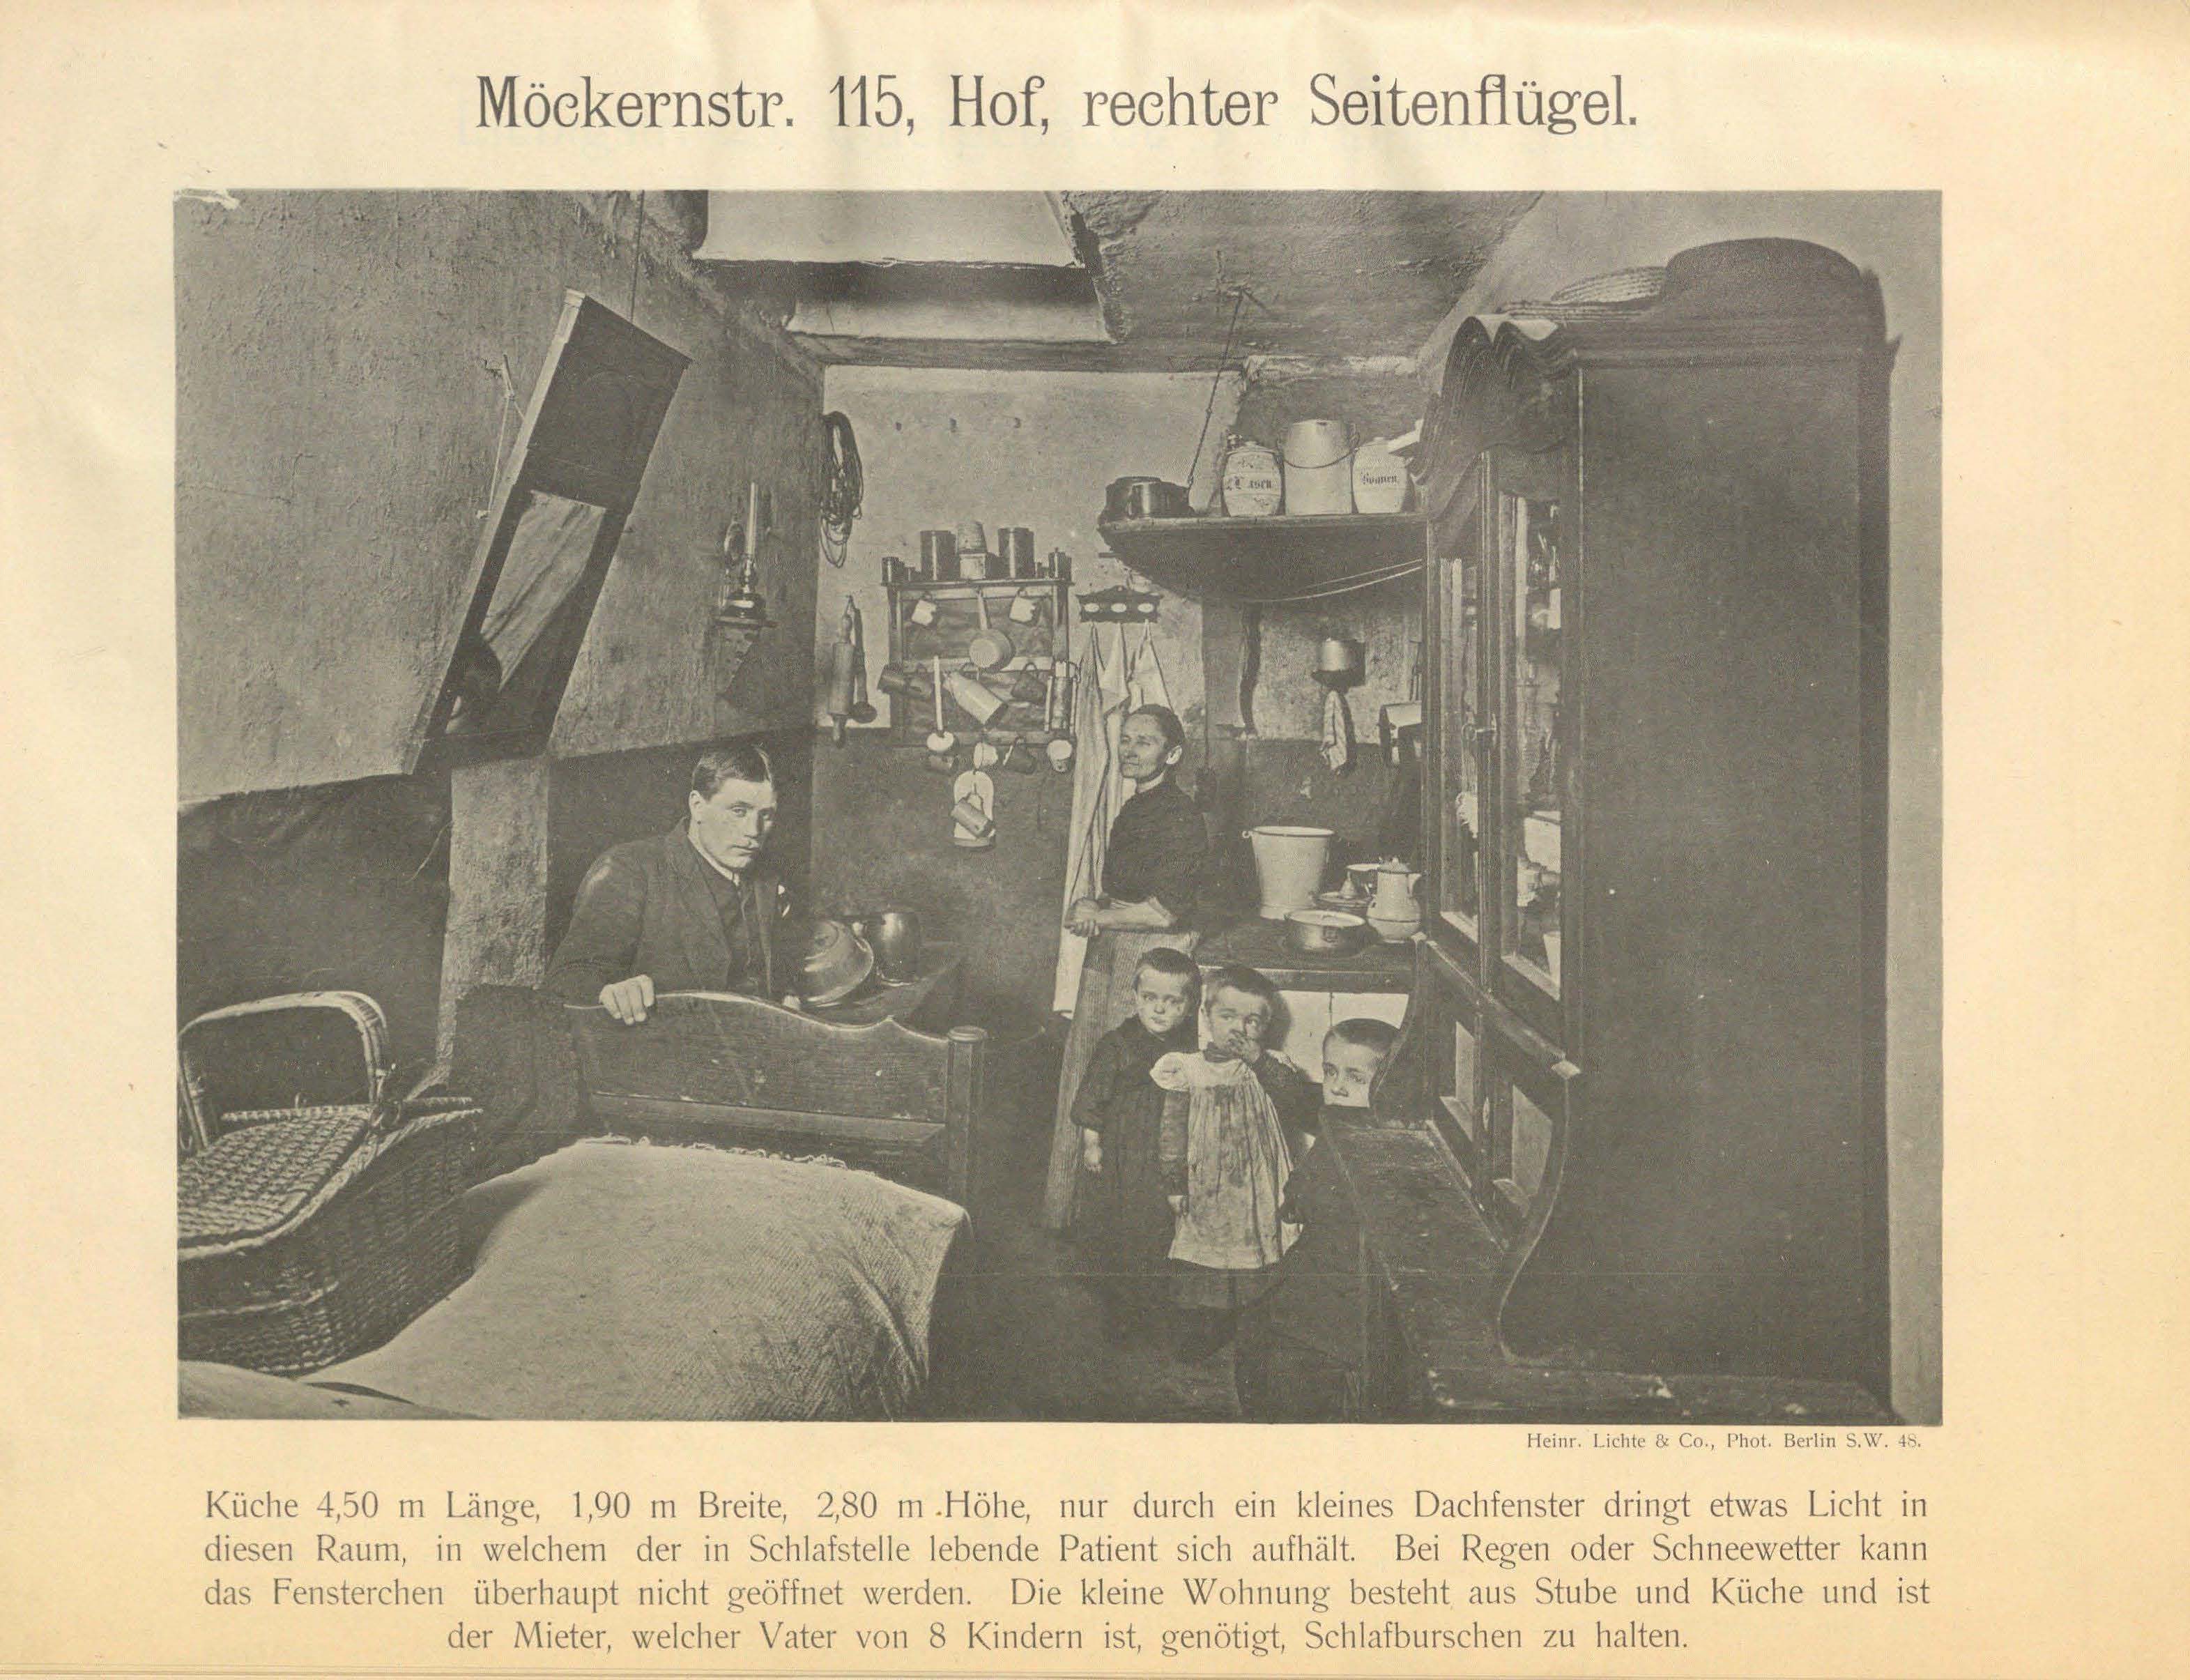 Möckernstr. 115, Hof, rechter Seitenflügel.
Heinr. Lichte & Co., Phot. Berlin S.W. 48.
Küche 4,50 m Länge, 1,90 m Breite, 2,80 m Höhe, nur durch ein kleines Dachfenster dringt etwas Licht in
diesen Raum, in welchem der in Schlafstelle lebende Patient sich aufhält. Bei Regen oder Schneewetter kann
das Fensterchen überhaupt nicht geöffnet werden. Die kleine Wohnung besteht aus Stube und Küche und ist
der Mieter, welcher Vater von 8 Kindern ist, genötigt, Schlafburschen zu halten.